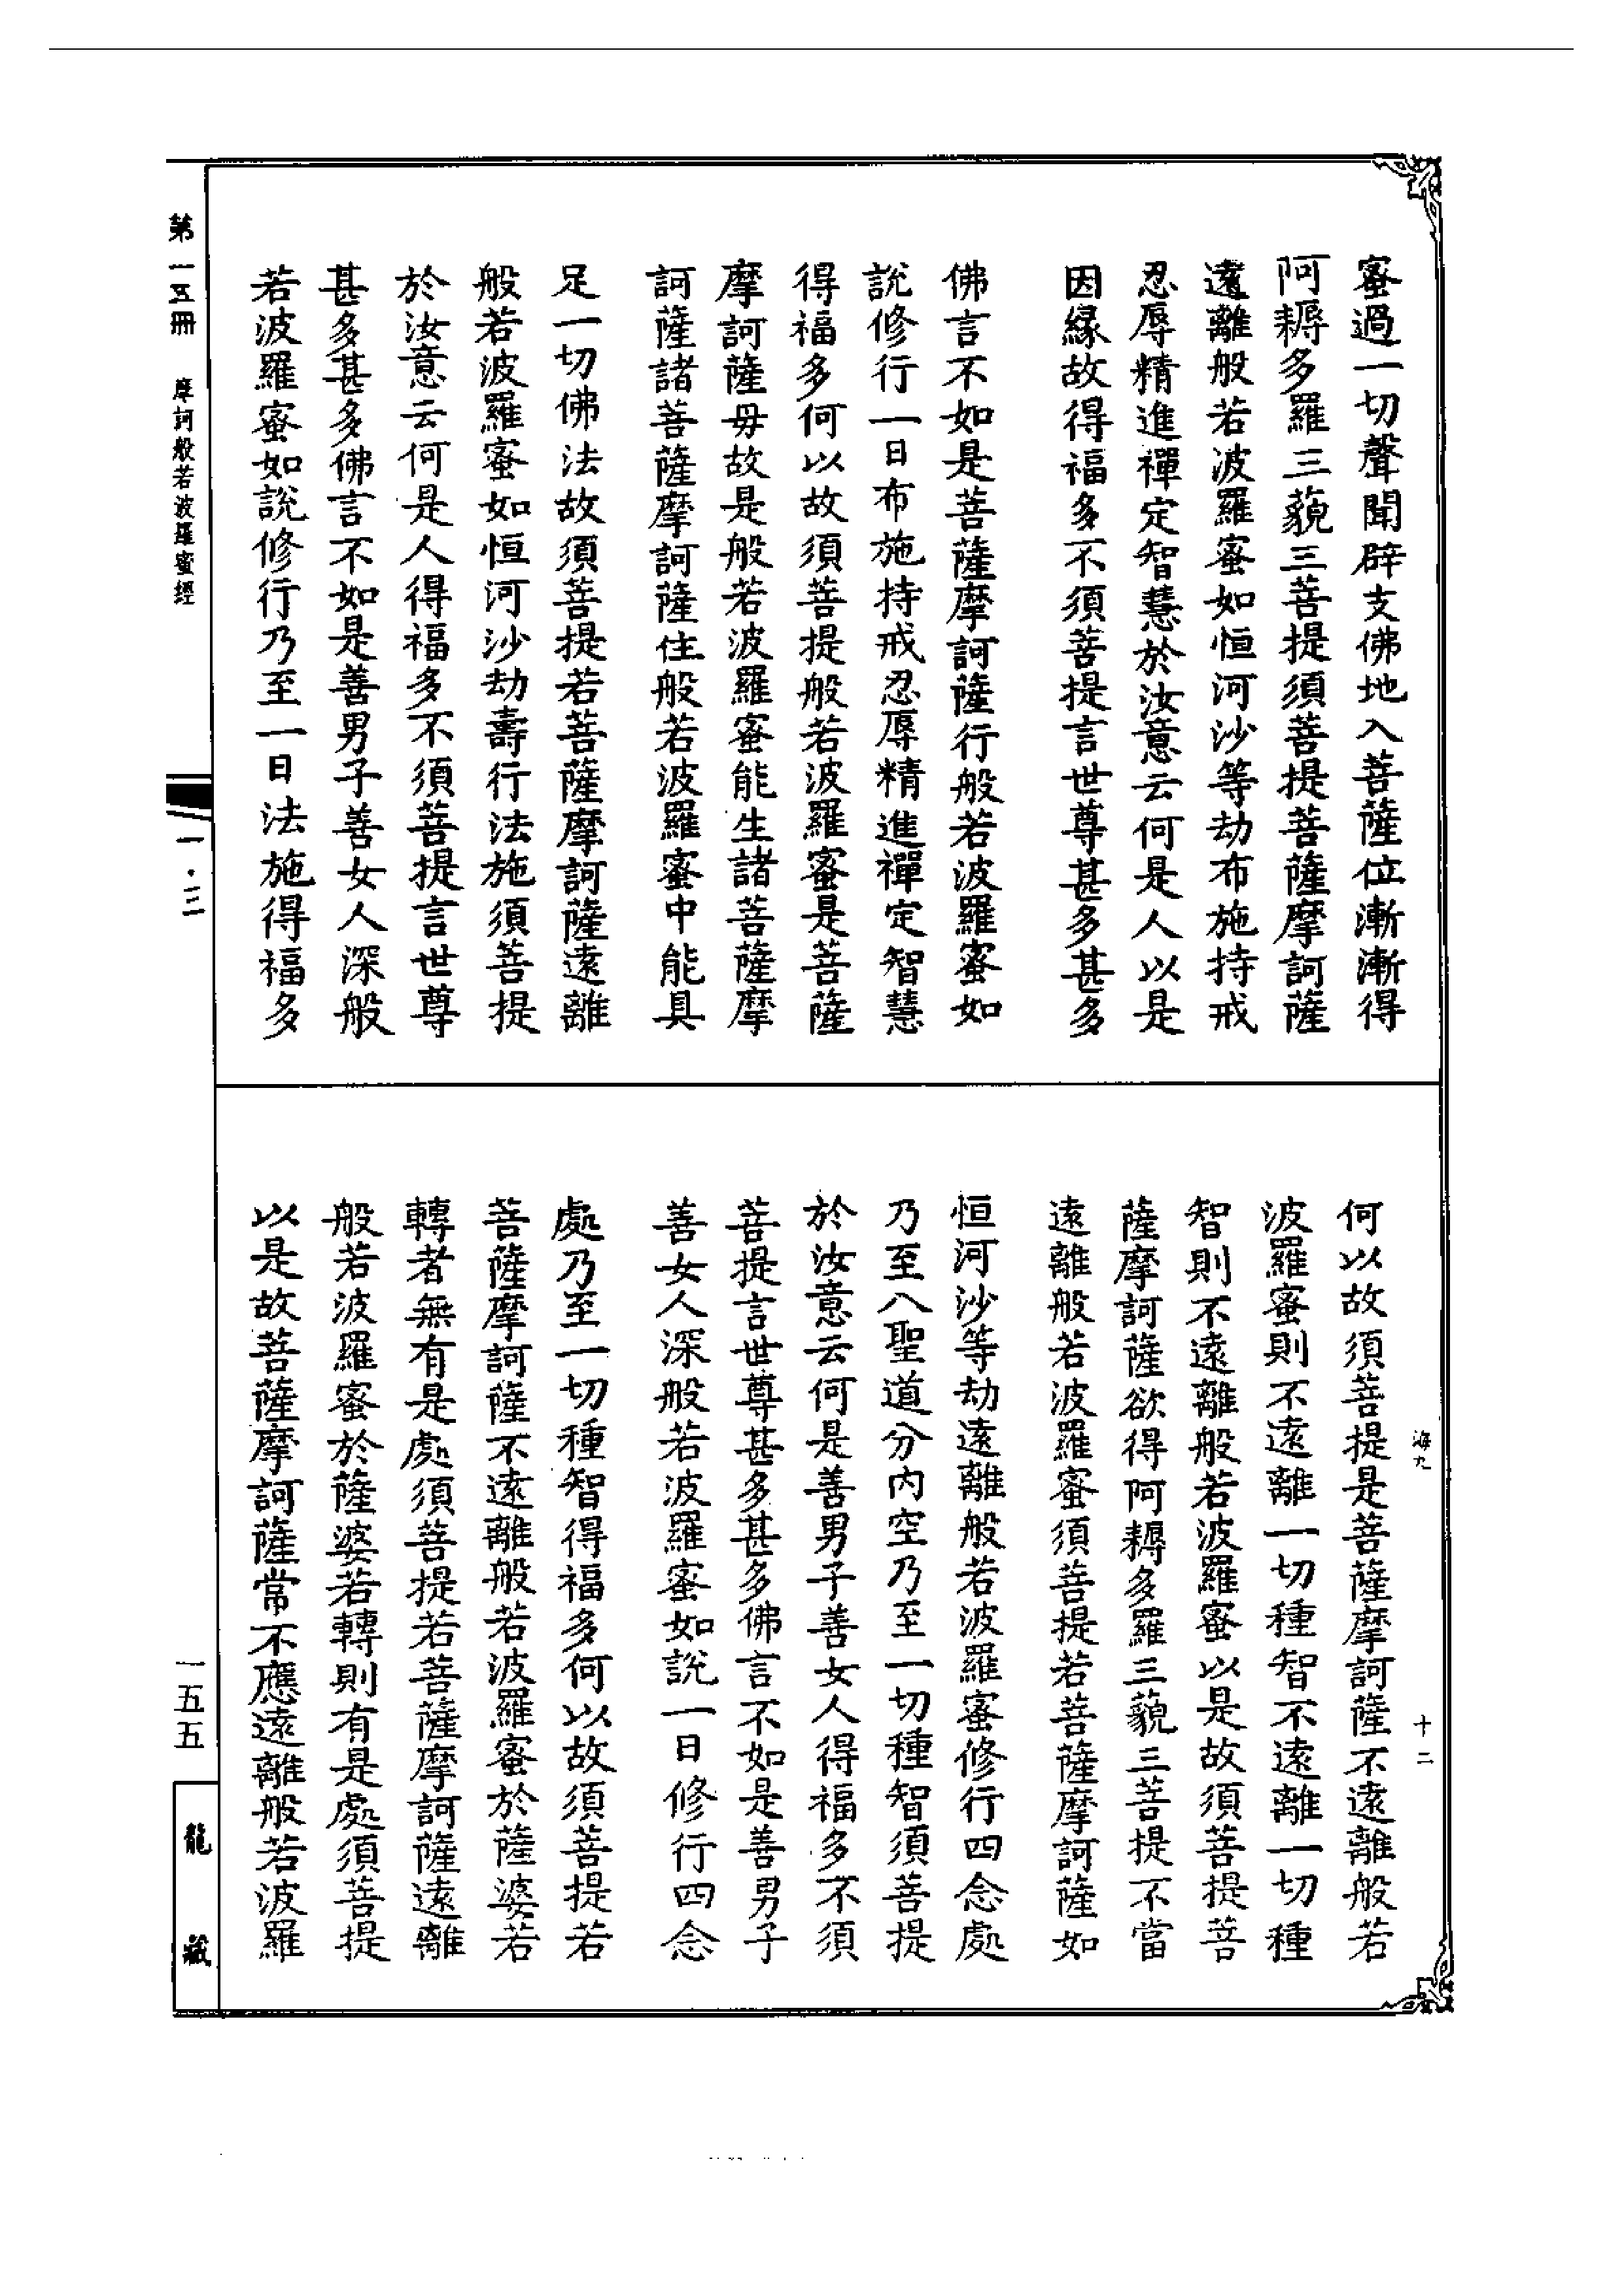 蜜過一切聲聞辟支佛地入菩薩位漸漸得
阿耨多羅三藐三菩提須菩提菩薩摩訶薩
遠離般若波羅蜜如恒河沙等劫布施持戒
忍辱精進禪定智慧於汝意云何是人以是
因緣故得福多不須菩提言世尊甚多甚多
佛言不如是菩薩摩訶薩行般若波羅蜜如
說修行一日布施持戒忍辱精進禪定智慧
得福多何以故須菩提般若波羅蜜是菩薩
摩訶薩母故是般若波羅蜜能生諸菩薩摩
訶薩諸菩薩摩訶薩住般若波羅蜜中能具
足一切佛法故須菩提若菩薩摩訶薩遠離
般若波羅蜜如恒河沙劫壽行法施須菩提
於汝意云何是人得福多不須菩提言世尊
甚多甚多佛言不如是善男子善女人深般
若波羅蜜如說修行乃至一日法施得福多
海九
十二
何以故須菩提是菩薩摩訶薩不遠離般若
波羅蜜則不遠離一切種智不遠離一切種
智則不遠離般若波羅蜜以是故須菩提菩
薩摩訶薩欲得阿耨多羅三藐三菩提不當
遠離般若波羅蜜須菩提若菩薩摩訶薩如
恒河沙等劫遠離般若波羅蜜修行四念處
乃至八聖道分內空乃至一切種智須菩提
於汝意云何是善男子善女人得福多不須
菩提言世尊甚多甚多佛言不如是善男子
善女人深般若波羅蜜如說一日修行四念
處乃至一切種智得福多何以故須菩提若
菩薩摩訶薩不遠離般若波羅蜜於薩婆若
轉者無有是處須菩提若菩薩摩訶薩遠離
般若波羅蜜於薩婆若轉則有是處須菩提
以是故菩薩摩訶薩常不應遠離般若波羅
第一五冊
摩訶般若波羅蜜經
一·三
一五五
龍藏